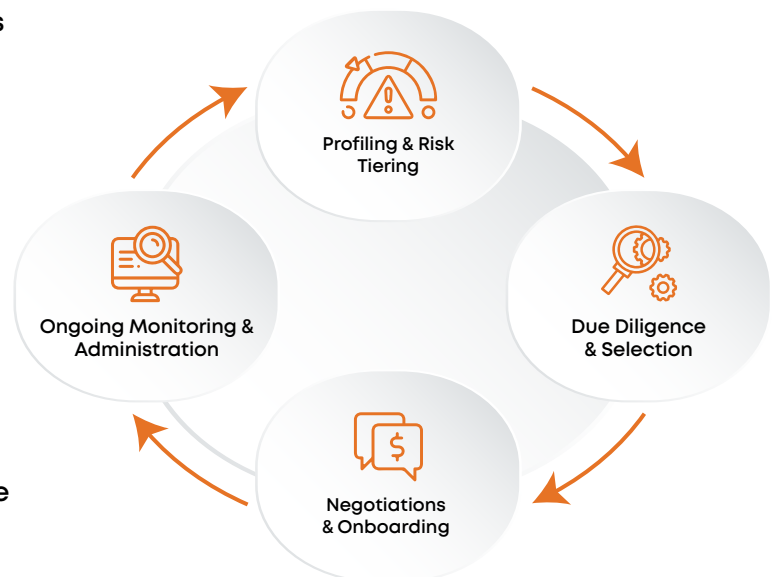 s
Profiling & Risk
Tiering
Ongoing Monitoring &
Administration
Due Diligence
& Selection
$
Negotiations
& Onboarding
e